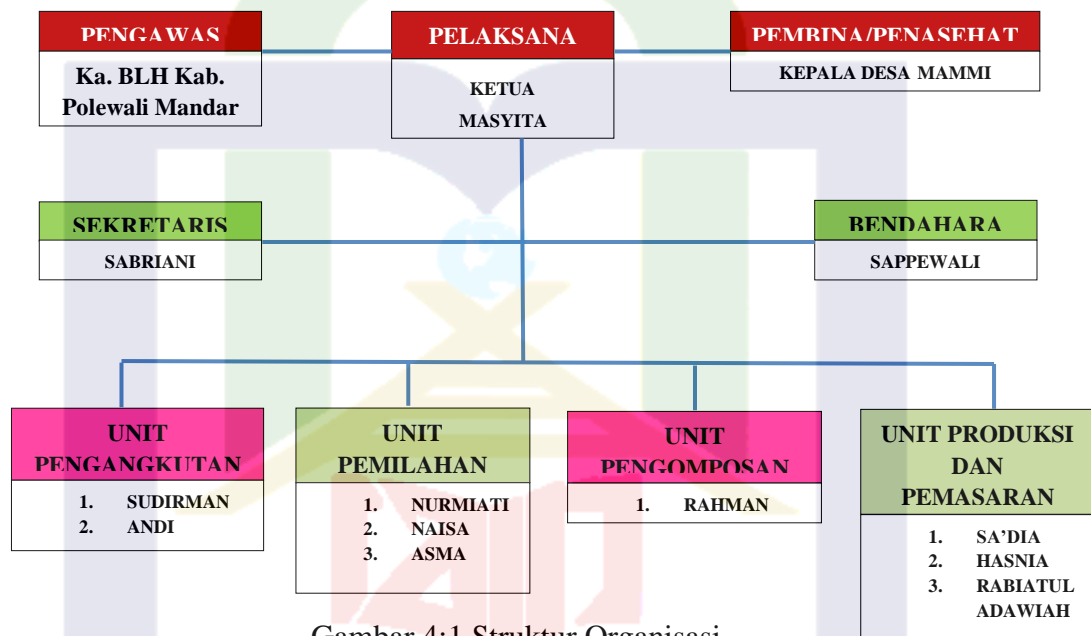 PENGAWAS
Ka. BLH Kab.
Polewali Mandar
PELAKSANA
KETUA
MASYITA
PEMBINA/PENASEHAT
KEPALA DESA MAMMI
SEKRETARIS
SABRIANI
BENDAHARA
SAPPEWALI
UNIT
PENGANGKUTAN
1. SUDIRMAN
2. ANDI
UNIT
PEMILAHAN
1. NURMIATI
2. NAISA
3. ASMA
UNIT
PENGOMPOSAN
1. RAHMAN
UNIT PRODUKSI
DAN
PEMASARAN
1. SA’DIA
2. HASNIA
3. RABIATUL
ADAWIAH
Gambar 4:1 Struktur Organisasi